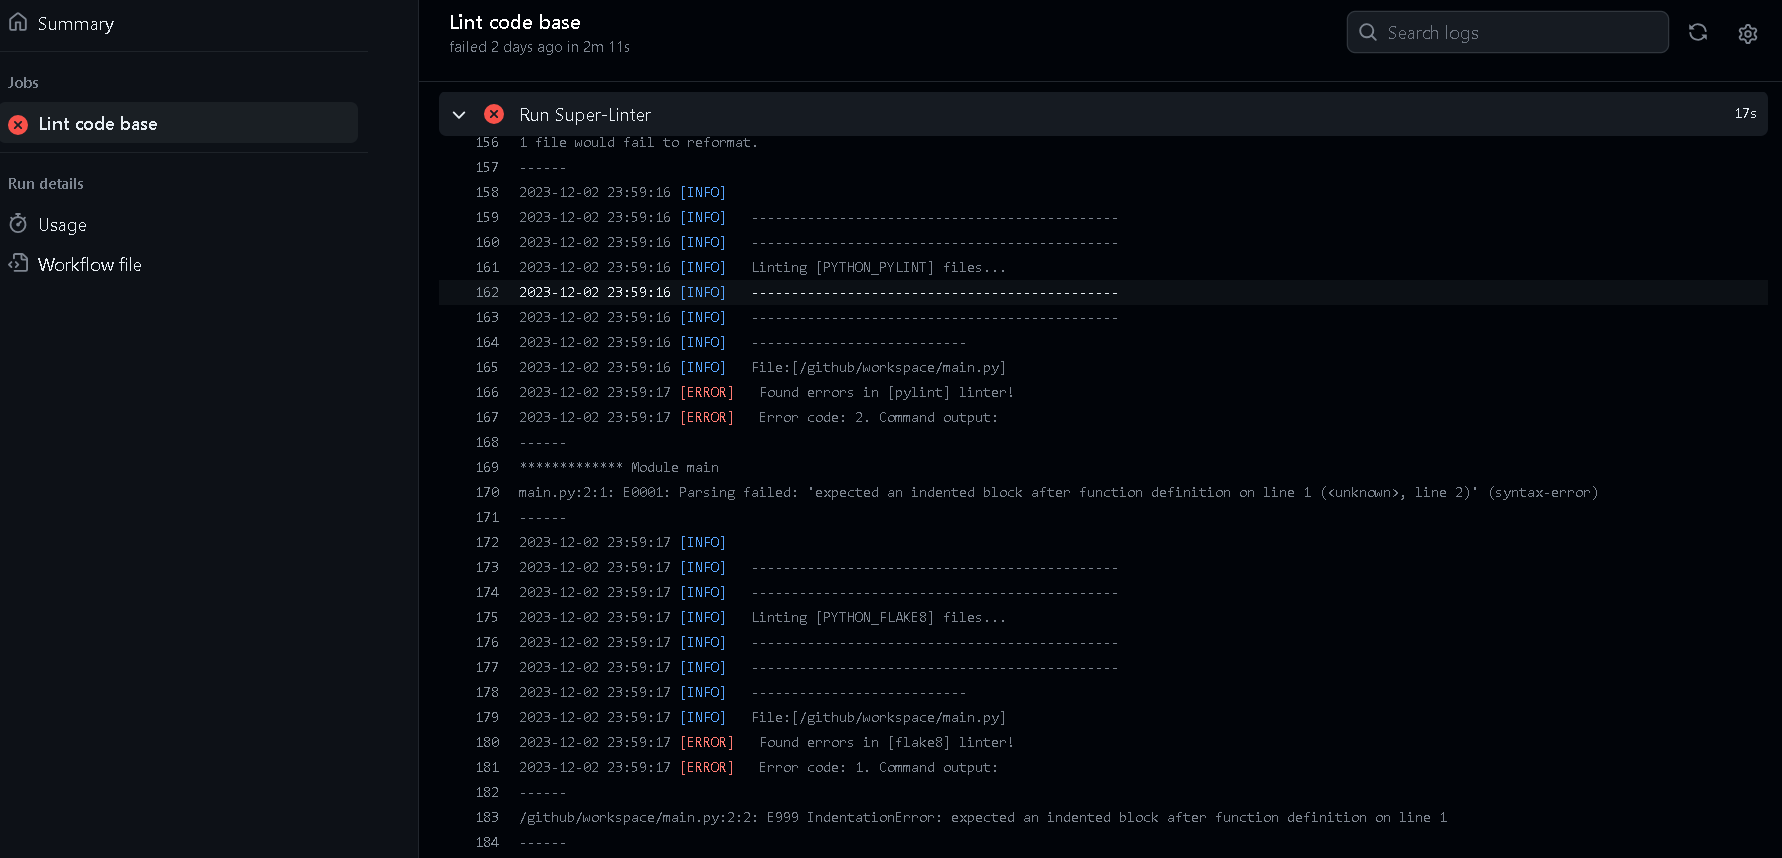 Summary
Jobs
Lint code base
Run details
Usage
Workflow file
Lint code base
failed 2 days ago in 2m 11s
Search logs
Run Super-Linter 17s
156 1 file would fail to reformat.
157 ------
158 2023-12-02 23:59:16 [INFO]
159 2023-12-02 23:59:16 [INFO] ----------------------------------------------
160 2023-12-02 23:59:16 [INFO] ----------------------------------------------
161 2023-12-02 23:59:16 [INFO] Linting [PYTHON_PYLINT] files...
162 2023-12-02 23:59:16 [INFO] ----------------------------------------------
163 2023-12-02 23:59:16 [INFO] ----------------------------------------------
164 2023-12-02 23:59:16 [INFO] ---------------------------
165 2023-12-02 23:59:16 [INFO] File:[/github/workspace/main.py]
166 2023-12-02 23:59:17 [ERROR] Found errors in [pylint] linter!
167 2023-12-02 23:59:17 [ERROR] Error code: 2. Command output:
168 ------
169 ************* Module main
170 main.py:2:1: E0001: Parsing failed: 'expected an indented block after function definition on line 1 (<unknown>, line 2)' (syntax-error)
171 ------
172 2023-12-02 23:59:17 [INFO]
173 2023-12-02 23:59:17 [INFO] ----------------------------------------------
174 2023-12-02 23:59:17 [INFO] ----------------------------------------------
175 2023-12-02 23:59:17 [INFO] Linting [PYTHON_FLAKE8] files...
176 2023-12-02 23:59:17 [INFO] ----------------------------------------------
177 2023-12-02 23:59:17 [INFO] ----------------------------------------------
178 2023-12-02 23:59:17 [INFO] ---------------------------
179 2023-12-02 23:59:17 [INFO] File:[/github/workspace/main.py]
180 2023-12-02 23:59:17 [ERROR] Found errors in [flake8] linter!
181 2023-12-02 23:59:17 [ERROR] Error code: 1. Command output:
182 ------
183 /github/workspace/main.py:2:2: E999 IndentationError: expected an indented block after function definition on line 1
184 ------